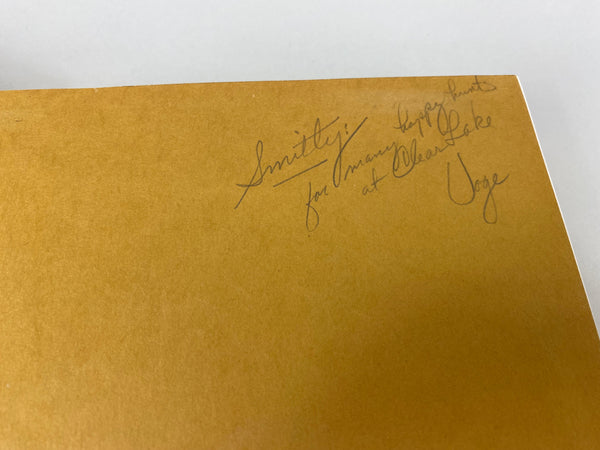 Smitty:
for many happy hunts
at Clear Lake
Voge